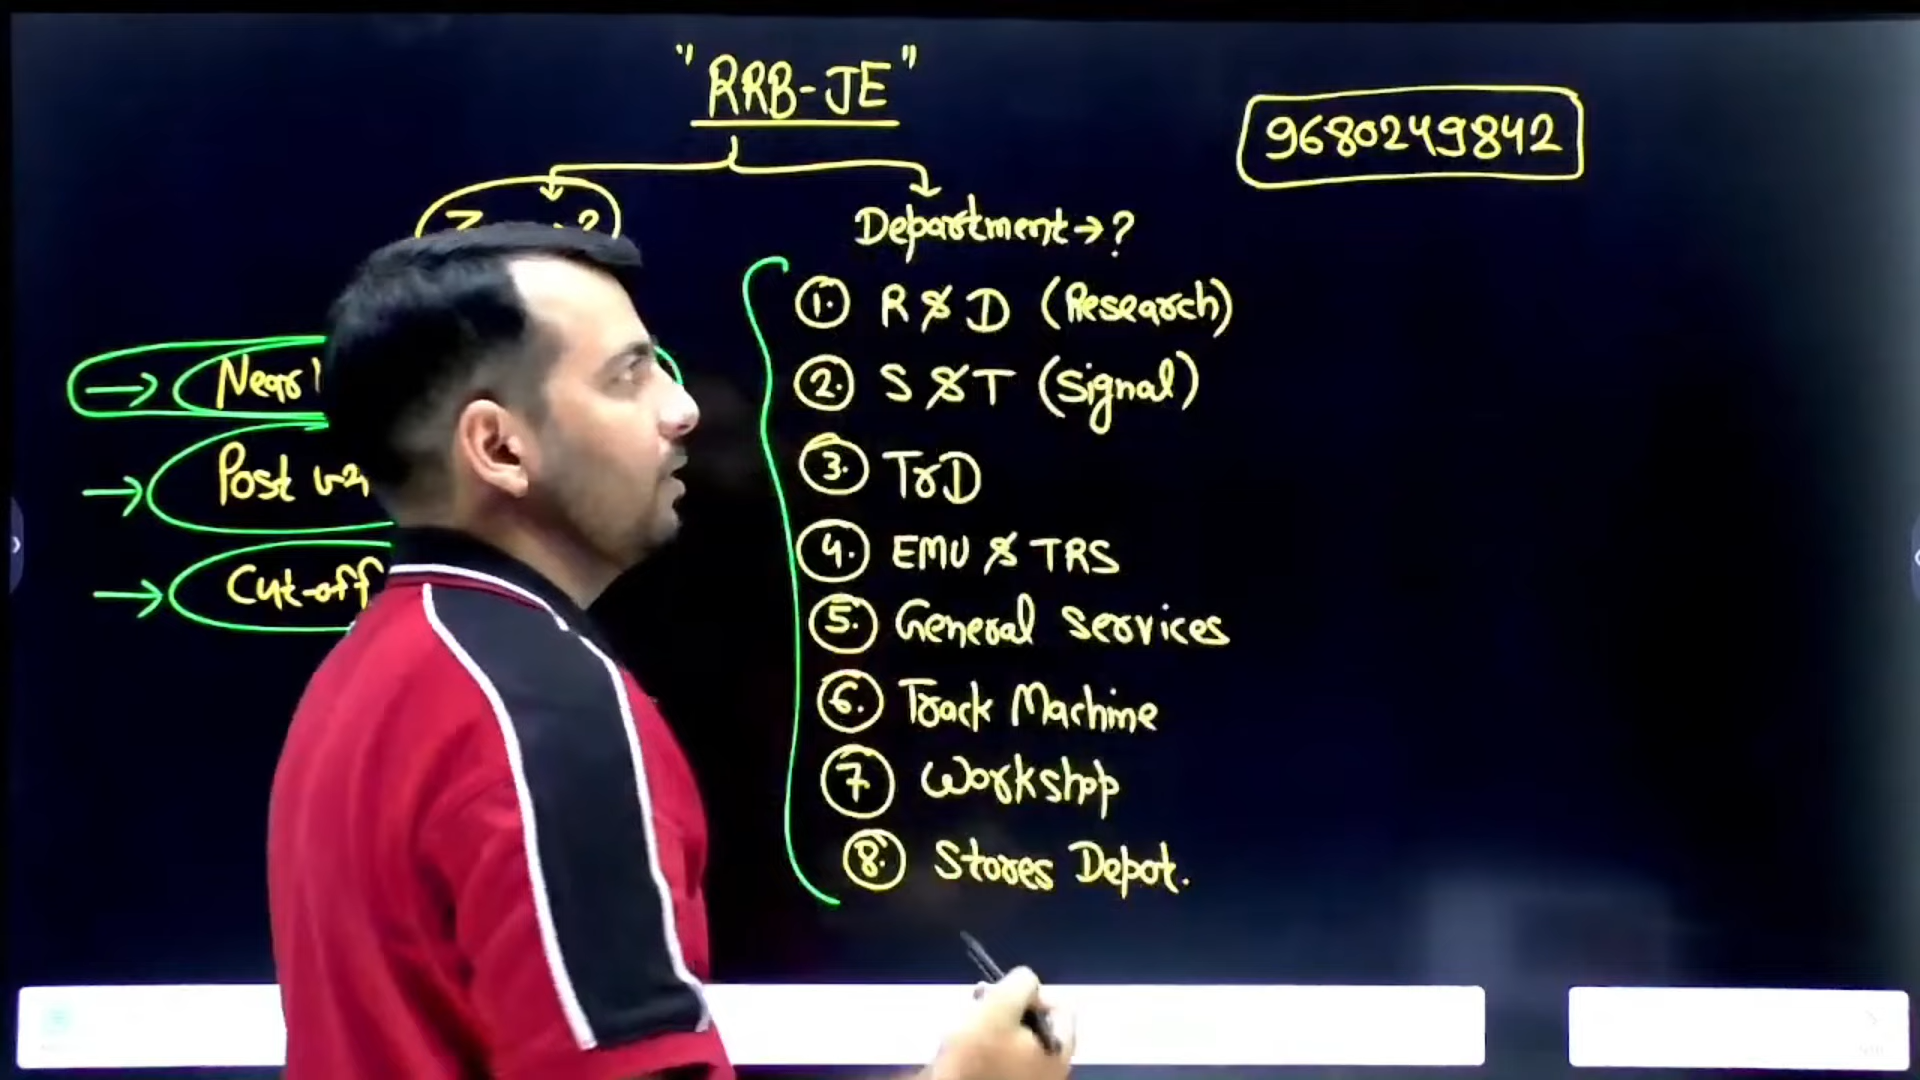 "RRB-JE"
9680249842
Department → ?
1. R & D (Research)
2. S & T (Signal)
3. TrD
4. EMU & TRS
5. General Services
6. Track Machine
7. Workshop
8. Stores Depot.
→ Near
→ Post
→ Cut-off